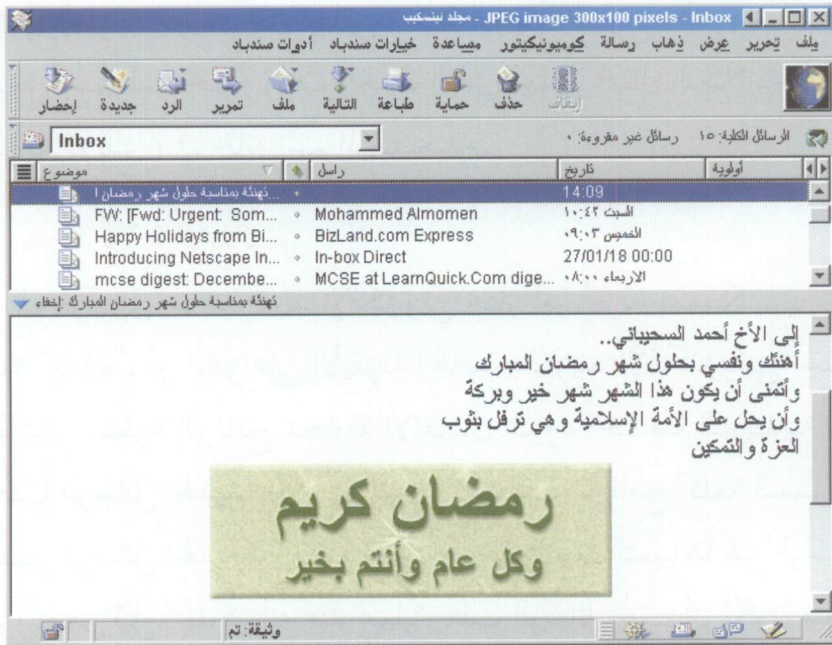 JPEG image 300x100 pixels - Inbox - مجلد نيتسكيب
ملف تحرير عرض ذهاب رسالة كوميونيكيتور مساعدة خيارات سندباد أدوات سندباد
إيقاف حذف حماية طباعة التالية ملف تمرير الرد جديدة إحضار
الرسائل الكلية: ١٥ رسائل غير مقروءة: ٠ Inbox
أولوية تاريخ راسل موضوع
14:09 تهنئة بمناسبة حلول شهر رمضان ا...
FW: [Fwd: Urgent: Som... Mohammed Almomen السبت ١٠:٤٢
Happy Holidays from Bi... BizLand.com Express الخميس ٠٩:٠٣
Introducing Netscape In... In-box Direct 27/01/18 00:00
mcse digest: Decembe... MCSE at LearnQuick.Com dige... الاربعاء ٠٨:٠٠
تهنئة بمناسبة حلول شهر رمضان المبارك :إخفاء
إلى الأخ أحمد السحيباني..
أهنئك ونفسي بحلول شهر رمضان المبارك
وأتمنى أن يكون هذا الشهر شهر خير وبركة
وأن يحل على الأمة الإسلامية وهي ترفل بثوب
العزة والتمكين
رمضان كريم
وكل عام وأنتم بخير
وثيقة: تم